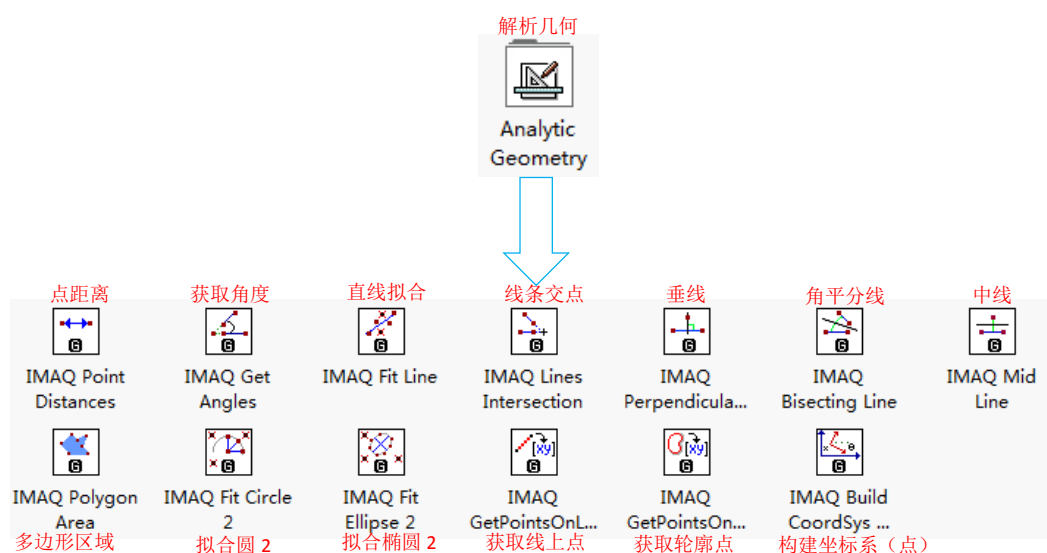 解析几何
Analytic
Geometry
点距离 获取角度 直线拟合 线条交点 垂线 角平分线 中线
IMAQ Point
Distances
IMAQ Get
Angles
IMAQ Fit Line
IMAQ Lines
Intersection
IMAQ
Perpendicula...
IMAQ
Bisecting Line
IMAQ Mid
Line
IMAQ Polygon
Area
IMAQ Fit Circle
2
IMAQ Fit
Ellipse 2
IMAQ
GetPointsOnL...
IMAQ
GetPointsOn...
IMAQ Build
CoordSys ...
多边形区域 拟合圆 2 拟合椭圆 2 获取线上点 获取轮廓点 构建坐标系（点）